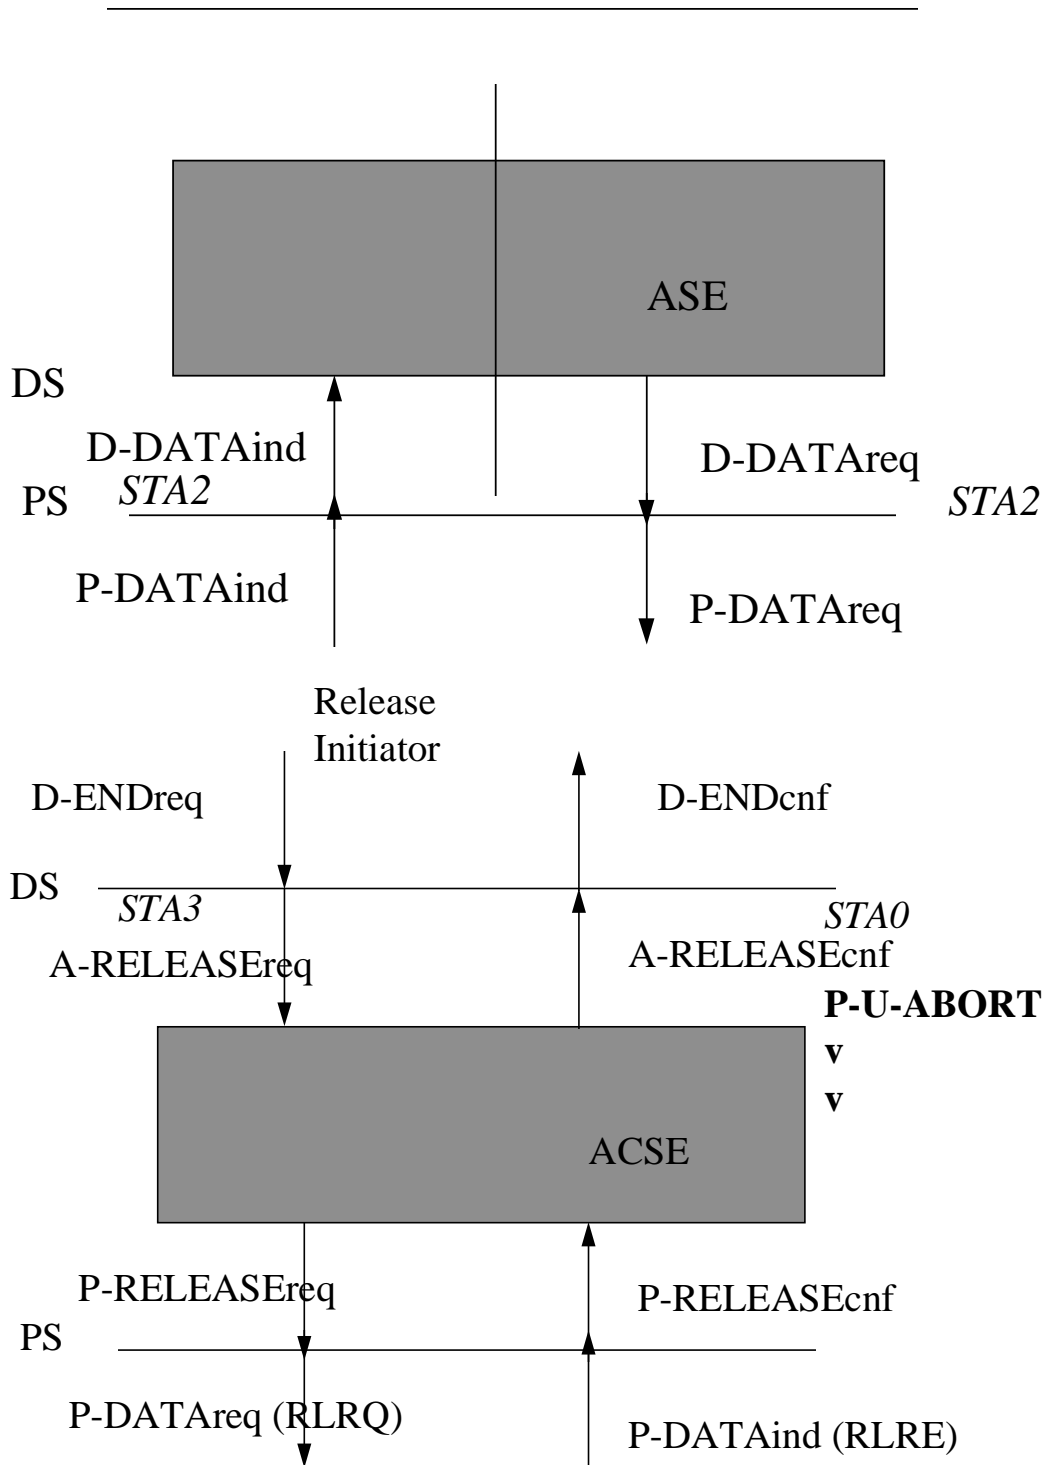 ASE
DS
D-DATAind
D-DATAreq
STA2
PS
STA2
P-DATAind
P-DATAreq
Release
Initiator
D-ENDreq
D-ENDcnf
DS
STA3
STA0
A-RELEASEreq
A-RELEASEcnf
P-U-ABORT
v
v
ACSE
P-RELEASEreq
P-RELEASEcnf
PS
P-DATAreq (RLRQ)
P-DATAind (RLRE)